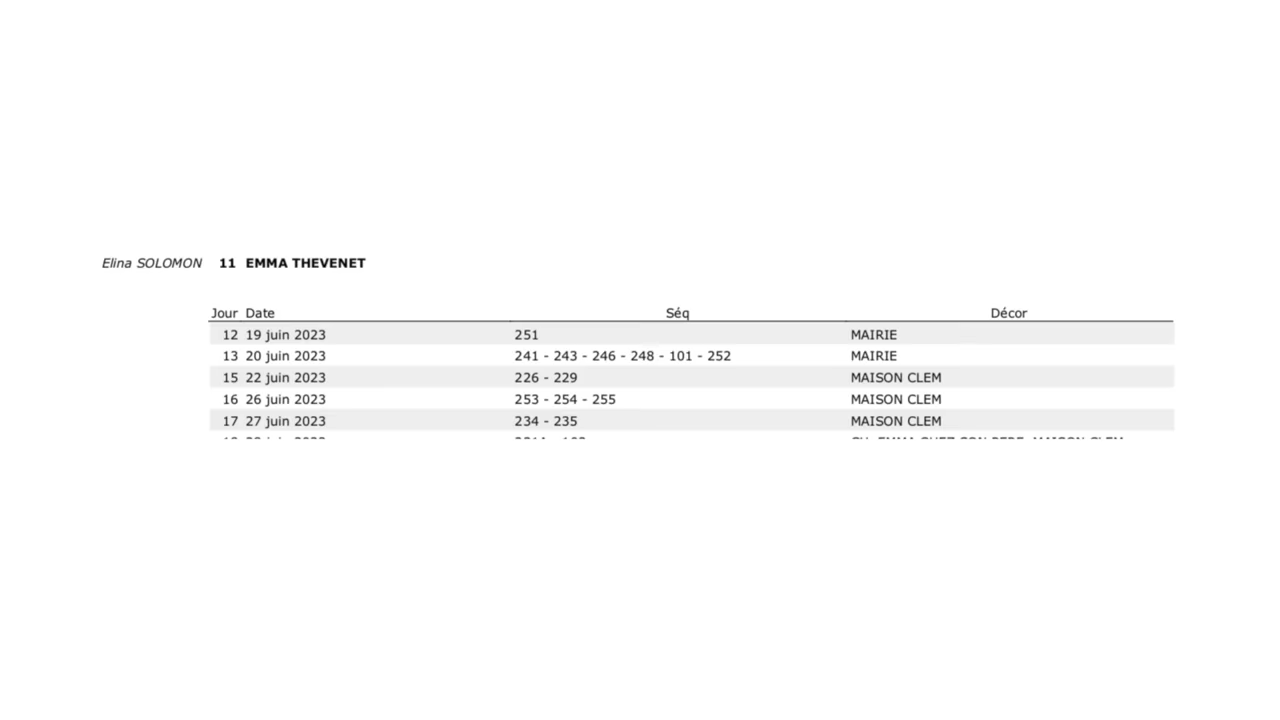 Elina SOLOMON 11 EMMA THEVENET
Jour Date Séq Décor
12 19 juin 2023 251 MAIRIE
13 20 juin 2023 241 - 243 - 246 - 248 - 101 - 252 MAIRIE
15 22 juin 2023 226 - 229 MAISON CLEM
16 26 juin 2023 253 - 254 - 255 MAISON CLEM
17 27 juin 2023 234 - 235 MAISON CLEM